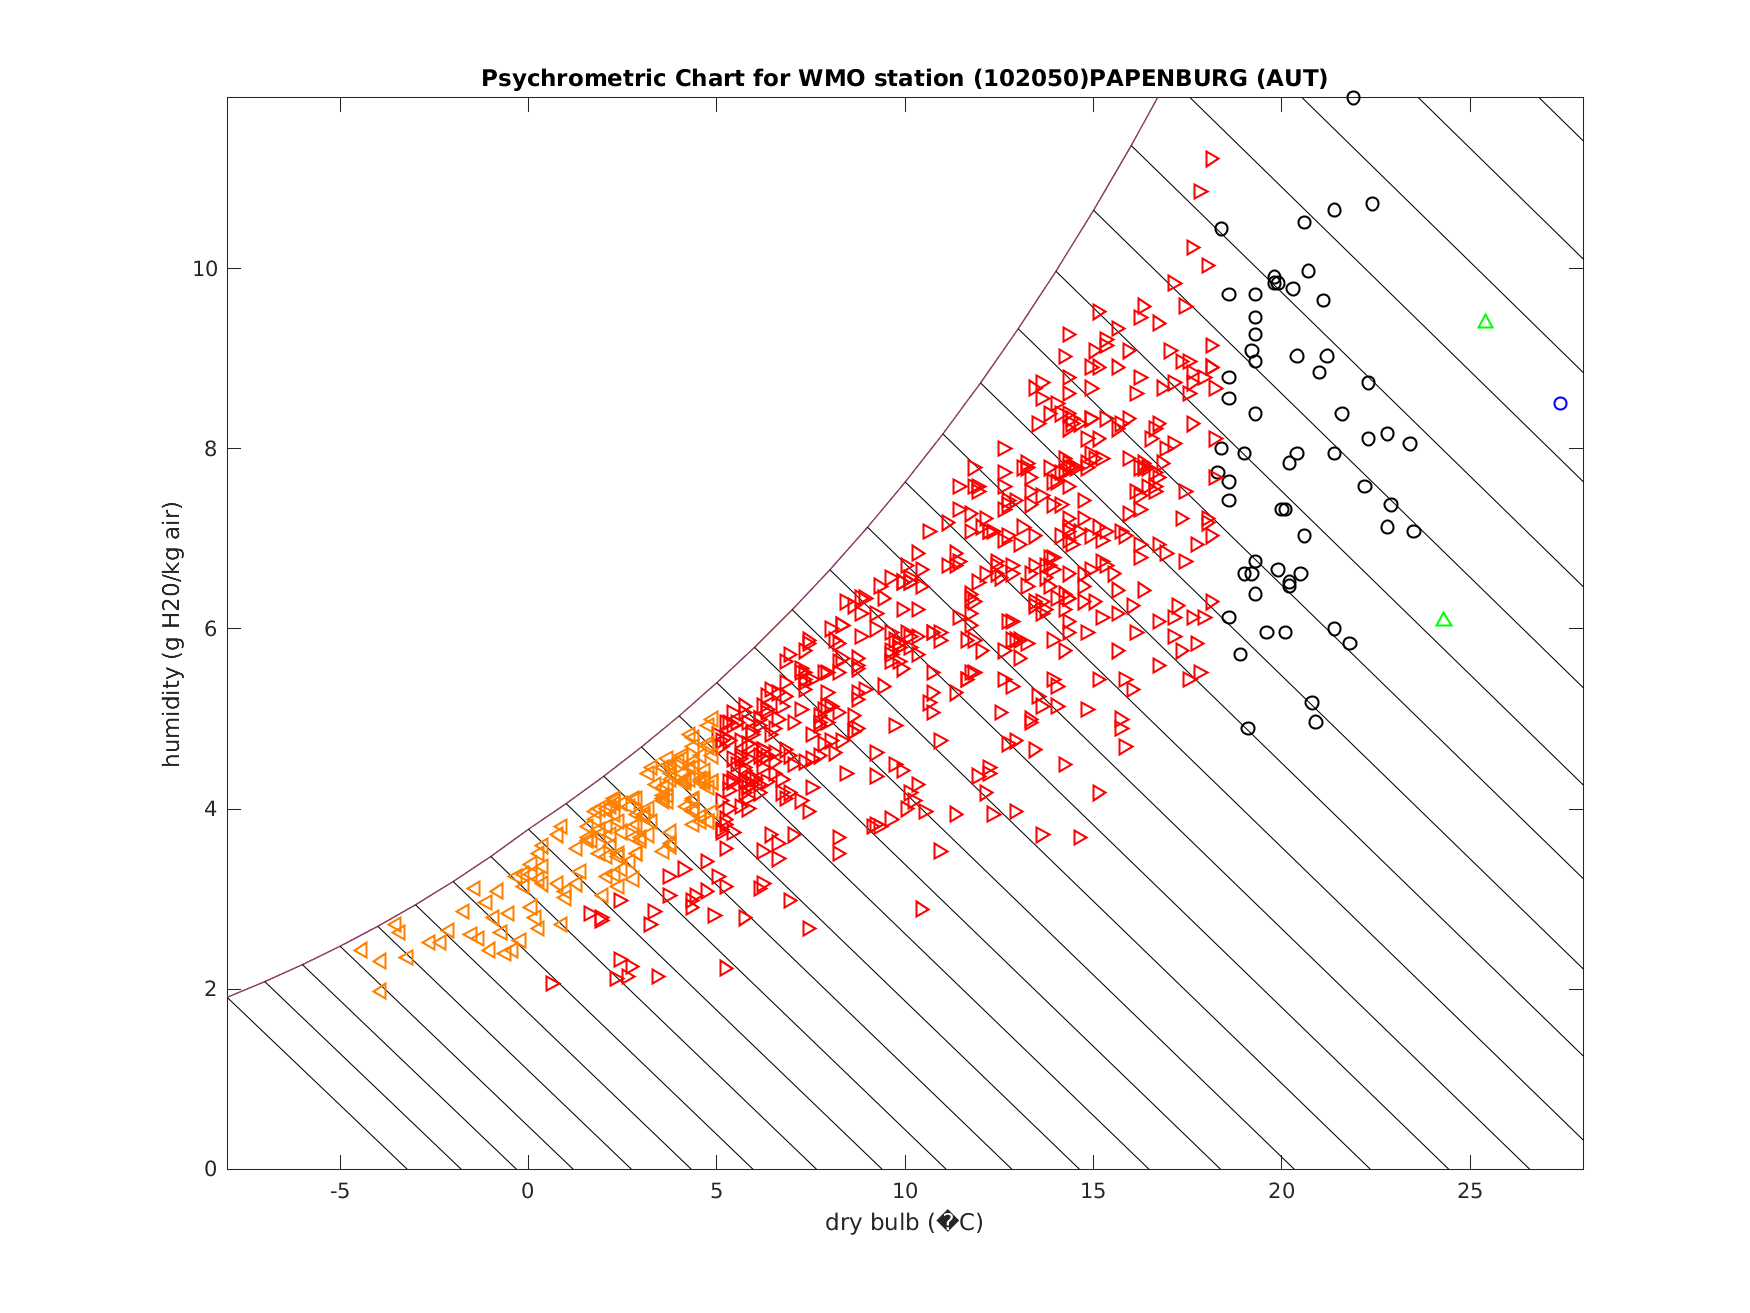 Psychrometric Chart for WMO station (102050)PAPENBURG (AUT)
10
8
6
4
2
0
humidity (g H20/kg air)
-5 0 5 10 15 20 25
dry bulb (�C)